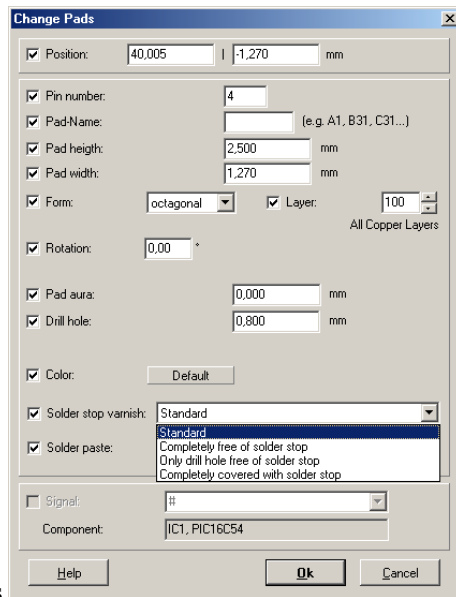 Change Pads
Position: 40,005 | -1,270 mm
Pin number: 4
Pad-Name: (e.g. A1, B31, C31...)
Pad heigth: 2,500 mm
Pad width: 1,270 mm
Form: octagonal Layer: 100
All Copper Layers
Rotation: 0,00 °
Pad aura: 0,000 mm
Drill hole: 0,800 mm
Color: Default
Solder stop varnish: Standard
Standard
Solder paste: Completely free of solder stop
Only drill hole free of solder stop
Completely covered with solder stop
Signal: #
Component: IC1, PIC16C54
Help Ok Cancel